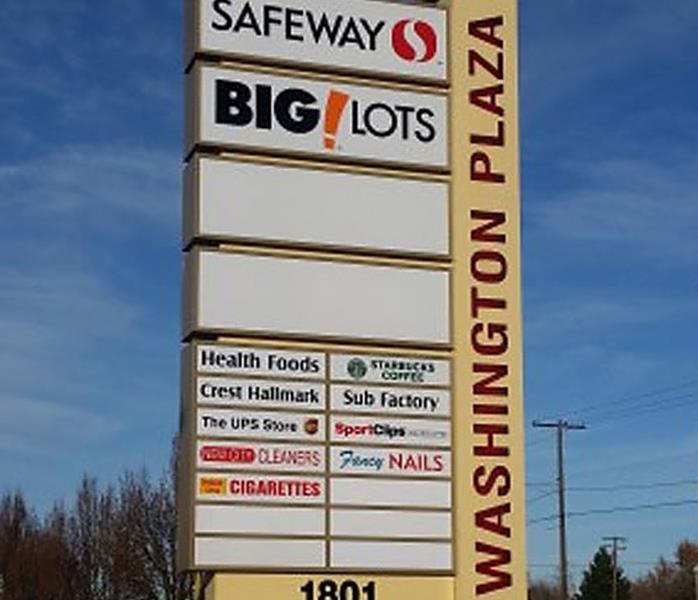 SAFEWAY
BIG! LOTS
WASHINGTON PLAZA
Health Foods
STARBUCKS COFFEE
Crest Hallmark
Sub Factory
The UPS Store
SportClips
CLEANERS
Fancy NAILS
CIGARETTES
1801